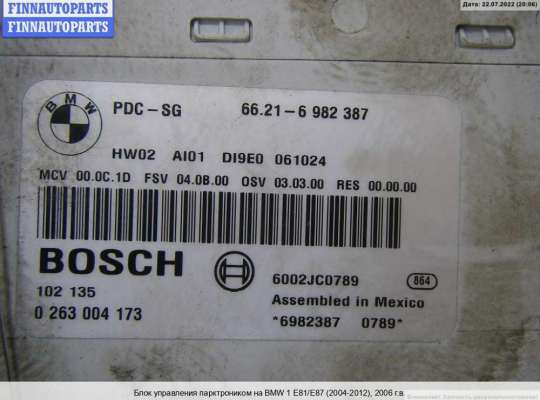 FINNAUTOPARTS
FINNAUTOPARTS
Дата: 22.07.2022 (20:06)
BMW
PDC-SG 66.21-6 982 387
HW02 AI01 DI9E0 061024
MCV 00.0C.1D FSV 04.0B.00 OSV 03.03.00 RES 00.00.00
BOSCH
102 135
0 263 004 173
6002JC0789 864
Assembled in Mexico
*6982387 0789*
Блок управления парктроником на BMW 1 E81/E87 (2004-2012), 2006 г.в.